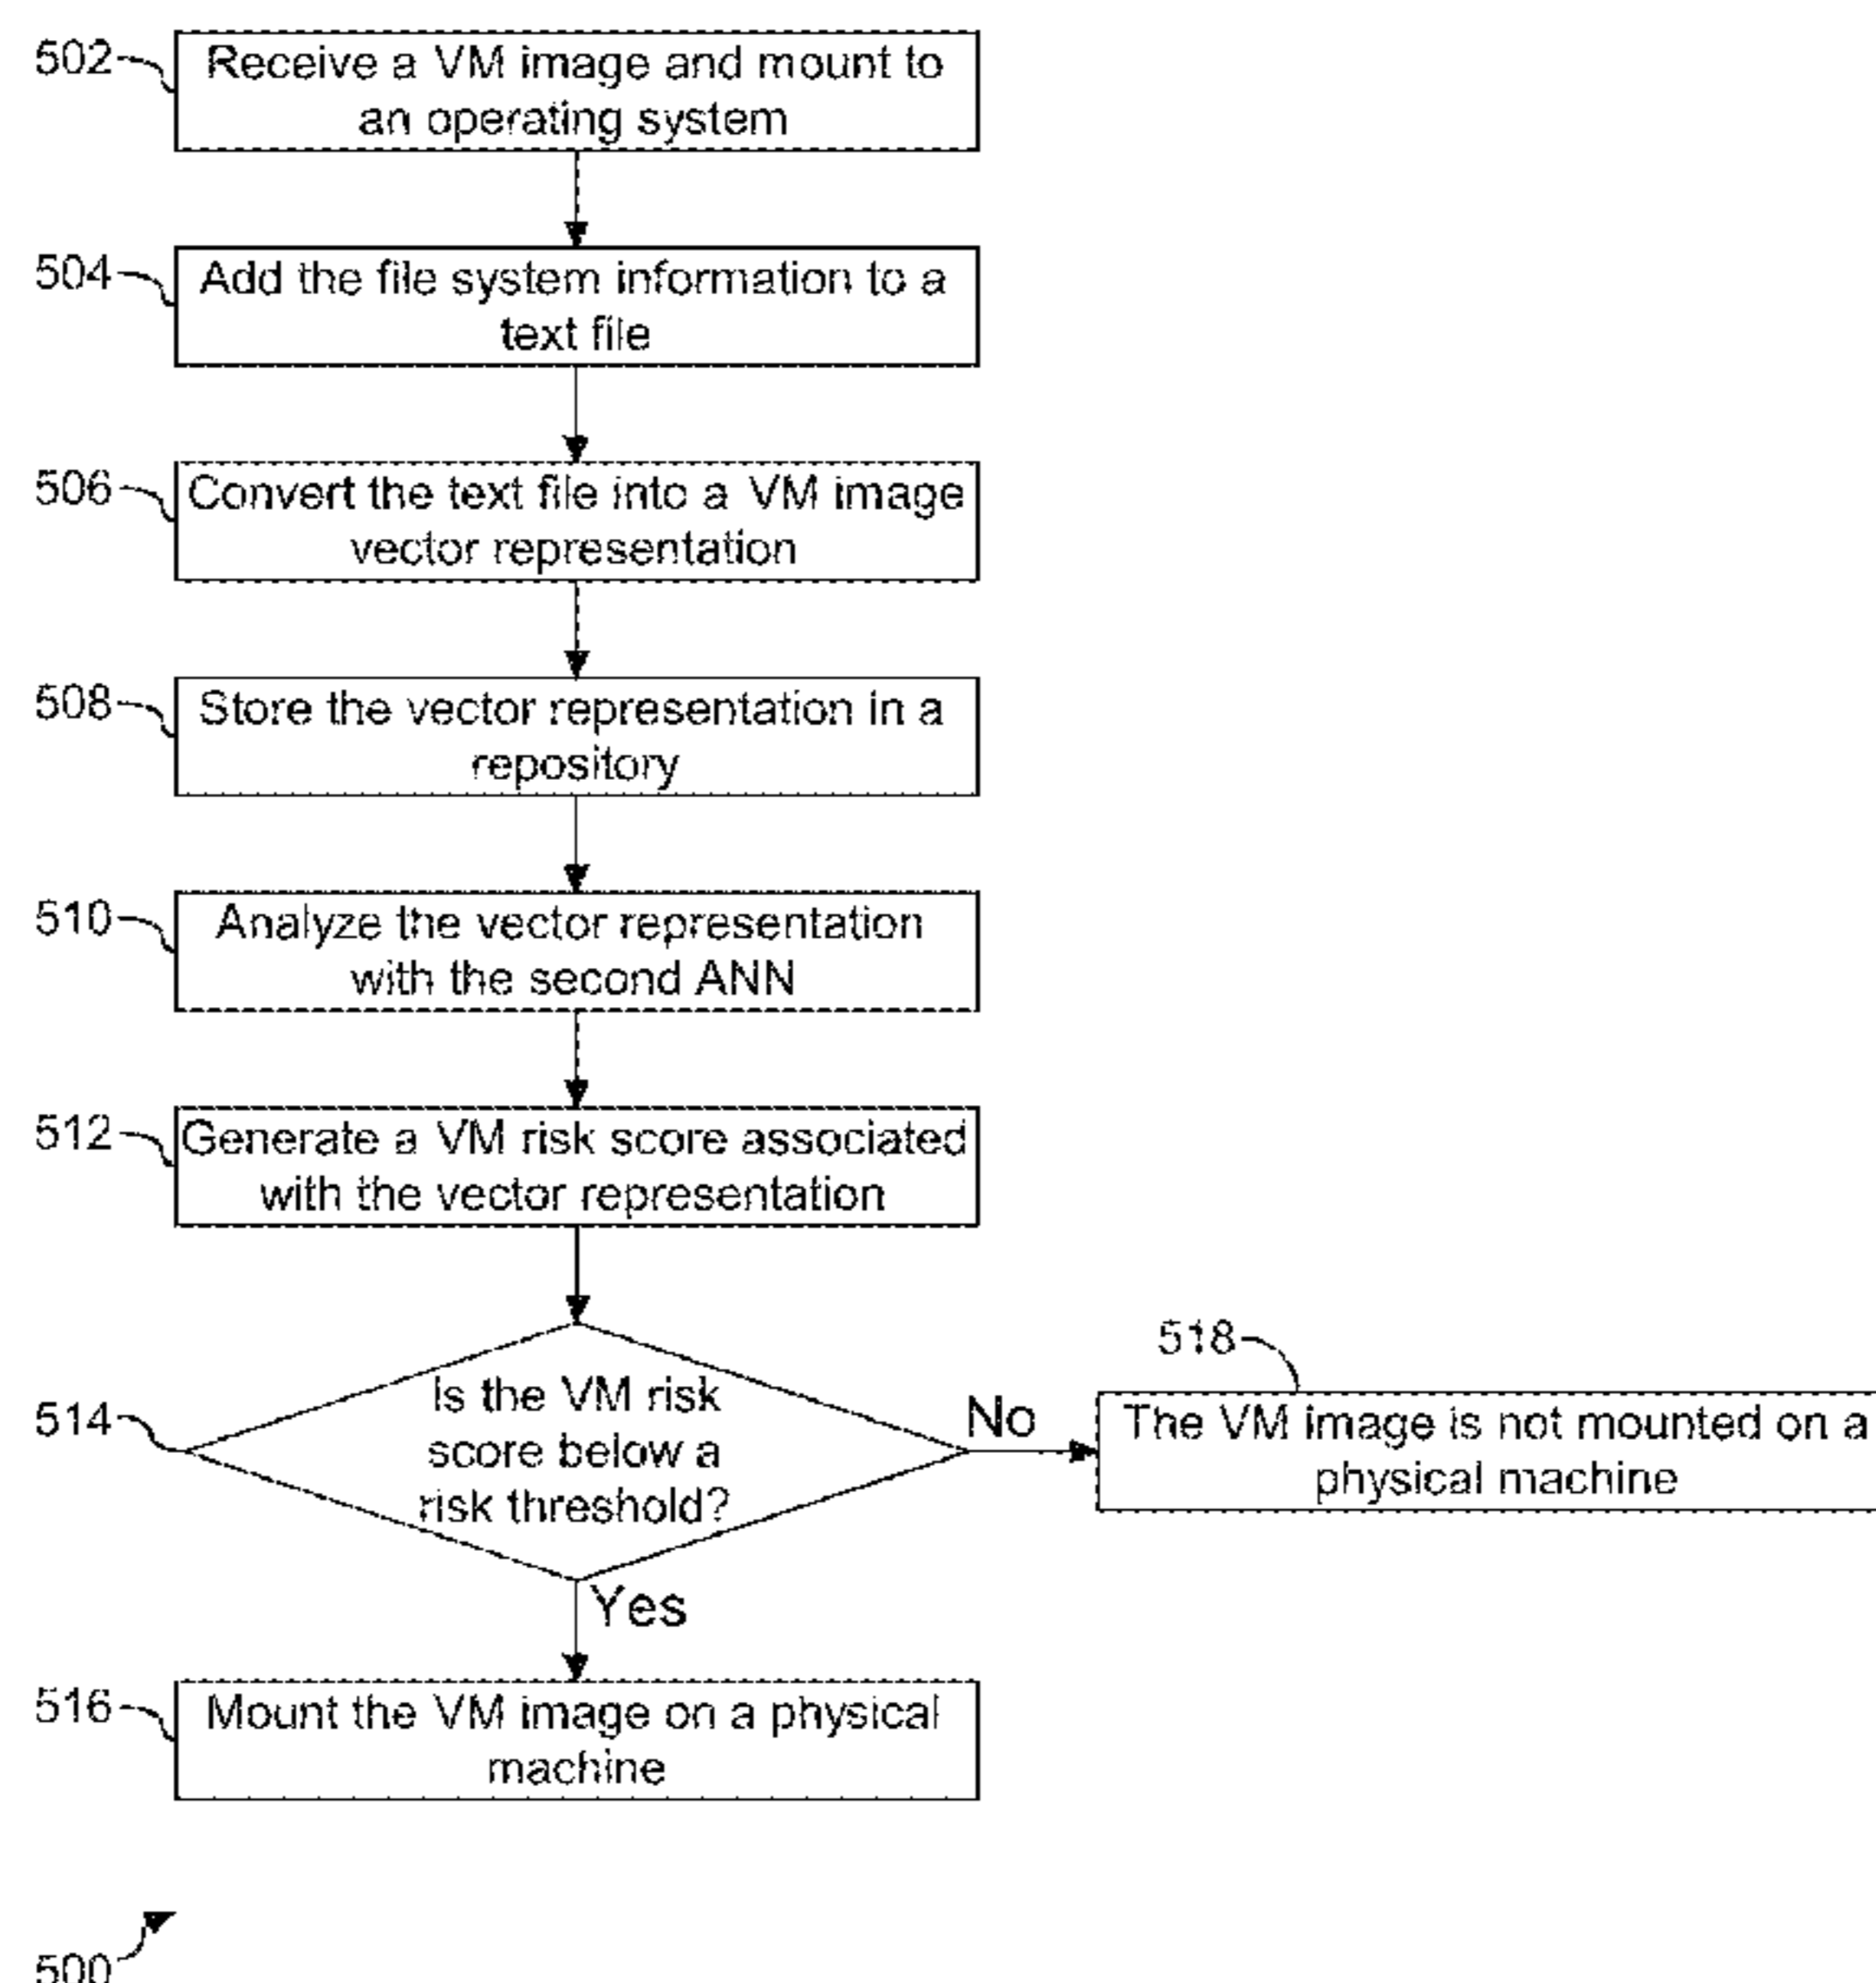 502
Receive a VM image and mount to
an operating system
504
Add the file system information to a
text file
506
Convert the text file into a VM image
vector representation
508
Store the vector representation in a
repository
510
Analyze the vector representation
with the second ANN
512
Generate a VM risk score associated
with the vector representation
514
Is the VM risk
score below a
risk threshold?
No
518
The VM image is not mounted on a
physical machine
Yes
516
Mount the VM image on a physical
machine
500